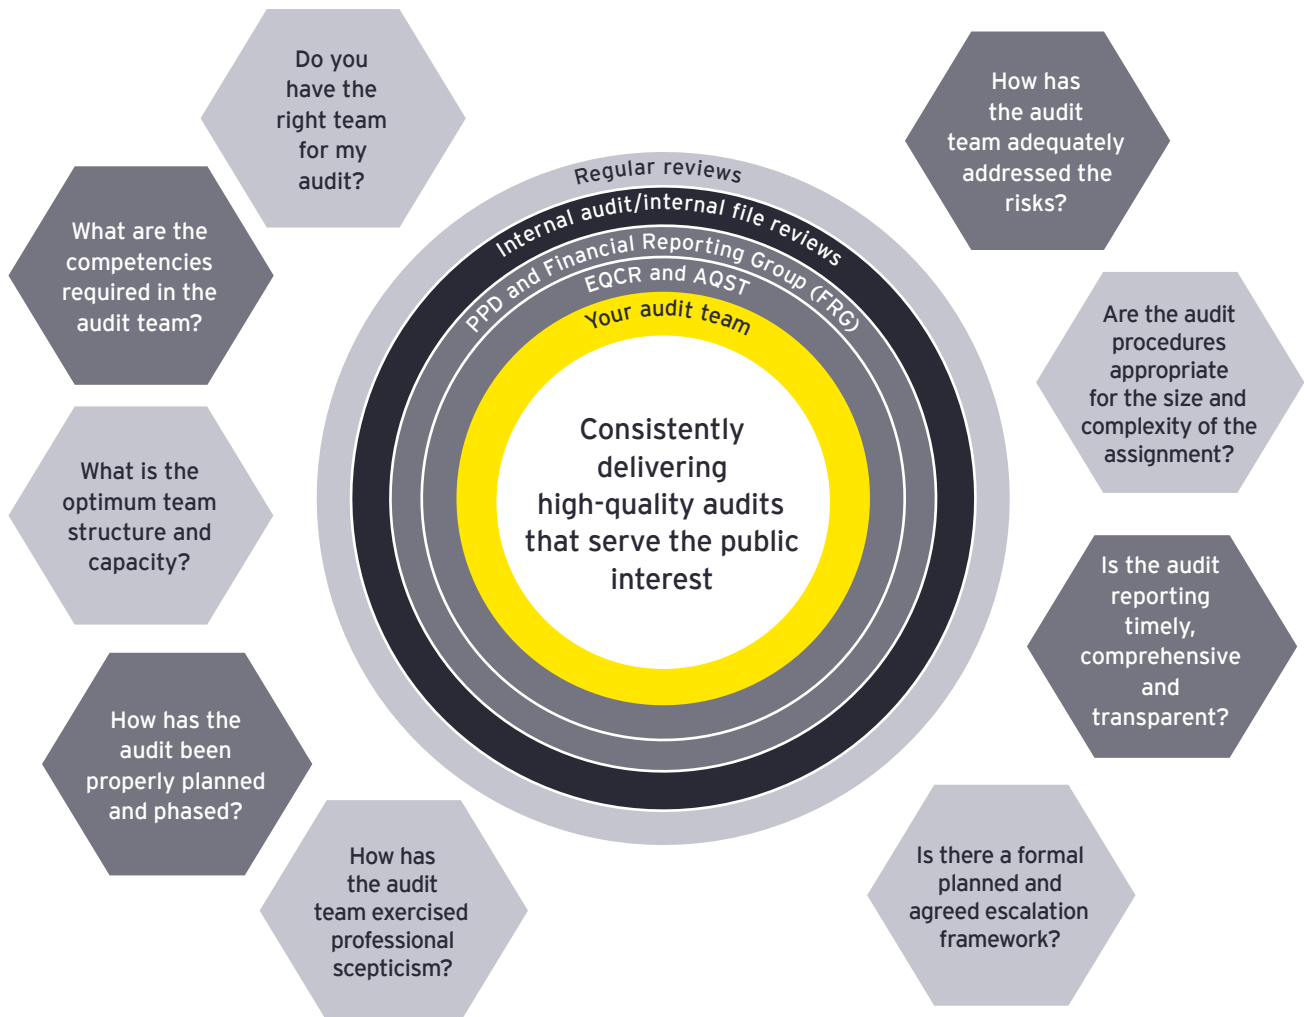 Do you
have the
right team
for my
audit?
What are the
competencies
required in the
audit team?
What is the
optimum team
structure and
capacity?
How has the
audit been
properly planned
and phased?
How has
the audit
team exercised
professional
scepticism?
Regular reviews
Internal audit/internal file reviews
PPD and Financial Reporting Group (FRG)
EQCR and AQST
Your audit team
Consistently
delivering
high-quality audits
that serve the public
interest
How has
the audit
team adequately
addressed the
risks?
Are the audit
procedures
appropriate
for the size and
complexity of the
assignment?
Is the audit
reporting
timely,
comprehensive
and
transparent?
Is there a formal
planned and
agreed escalation
framework?